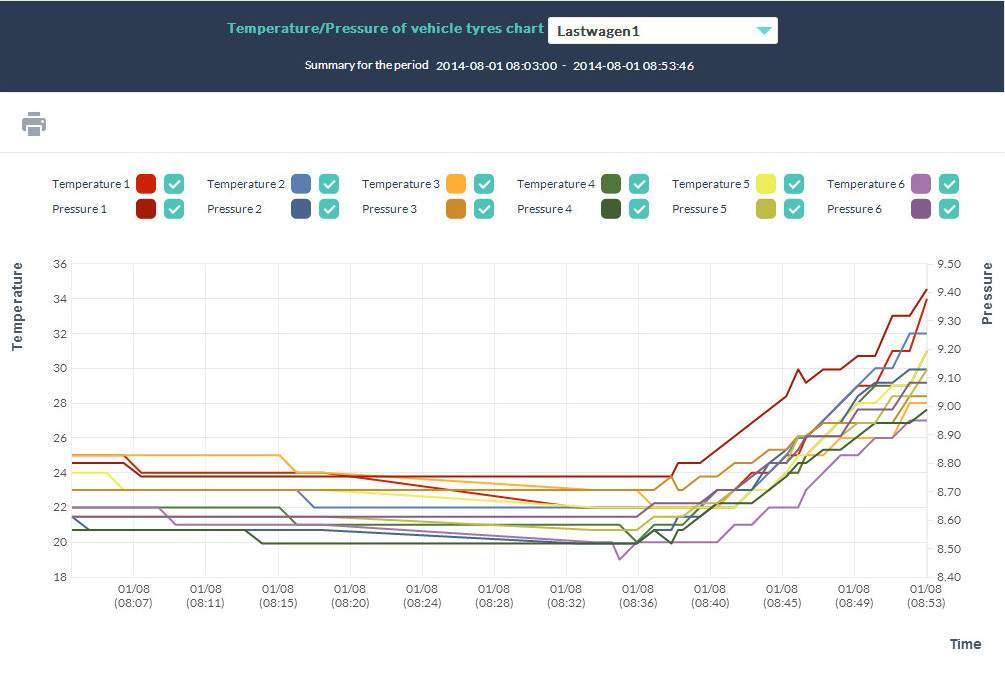 Temperature/Pressure of vehicle tyres chart Lastwagen1
Summary for the period 2014-08-01 08:03:00 - 2014-08-01 08:53:46
Temperature 1 Temperature 2 Temperature 3 Temperature 4 Temperature 5 Temperature 6
Pressure 1 Pressure 2 Pressure 3 Pressure 4 Pressure 5 Pressure 6
Temperature
36
34
32
30
28
26
24
22
20
18
9.50
9.40
9.30
9.20
9.10
9.00
8.90
8.80
8.70
8.60
8.50
8.40
Pressure
01/08 01/08 01/08 01/08 01/08 01/08 01/08 01/08 01/08 01/08 01/08 01/08
(08:07) (08:11) (08:15) (08:20) (08:24) (08:28) (08:32) (08:36) (08:40) (08:45) (08:49) (08:53)
Time